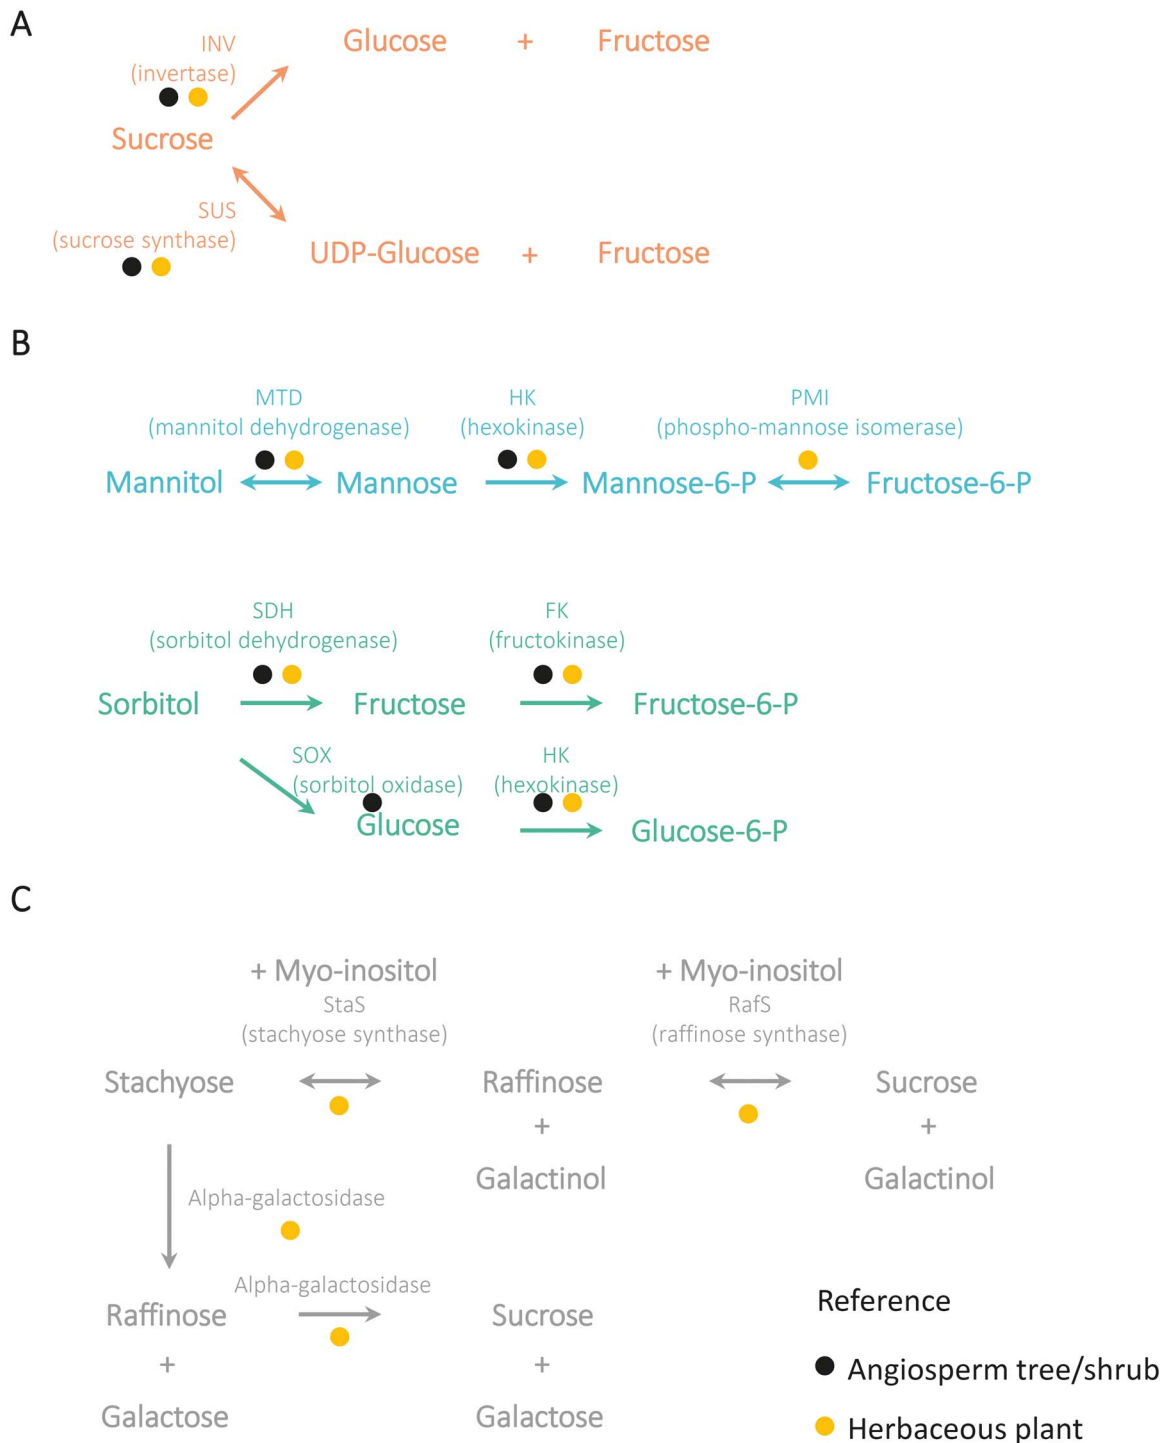 A
INV
(invertase)
Glucose + Fructose
Sucrose
SUS
(sucrose synthase)
UDP-Glucose + Fructose
B
MTD
(mannitol dehydrogenase)
HK
(hexokinase)
PMI
(phospho-mannose isomerase)
Mannitol Mannose Mannose-6-P Fructose-6-P
SDH
(sorbitol dehydrogenase)
FK
(fructokinase)
Sorbitol Fructose Fructose-6-P
SOX
(sorbitol oxidase)
HK
(hexokinase)
Glucose Glucose-6-P
C
+ Myo-inositol
StaS
(stachyose synthase)
+ Myo-inositol
RafS
(raffinose synthase)
Stachyose Raffinose Sucrose
+ +
Galactinol Galactinol
Alpha-galactosidase
Alpha-galactosidase
Raffinose Sucrose
+ +
Galactose Galactose
Reference
Angiosperm tree/shrub
Herbaceous plant